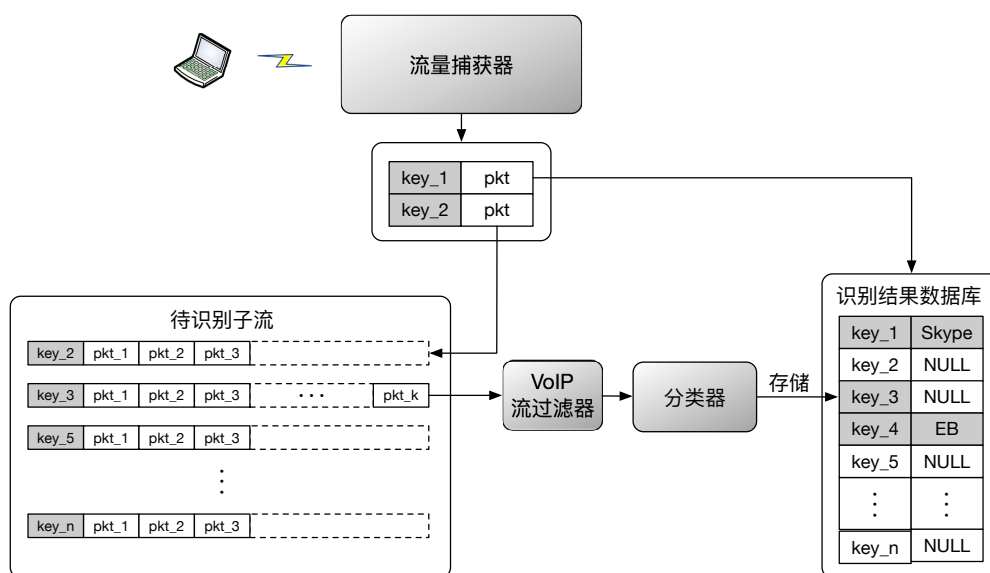 流量捕获器
key_1 pkt
key_2 pkt
待识别子流
key_2 pkt_1 pkt_2 pkt_3
key_3 pkt_1 pkt_2 pkt_3 ··· pkt_k
key_5 pkt_1 pkt_2 pkt_3
⋮
key_n pkt_1 pkt_2 pkt_3
VoIP
流过滤器
分类器
存储
识别结果数据库
key_1 Skype
key_2 NULL
key_3 NULL
key_4 EB
key_5 NULL
⋮ ⋮
key_n NULL